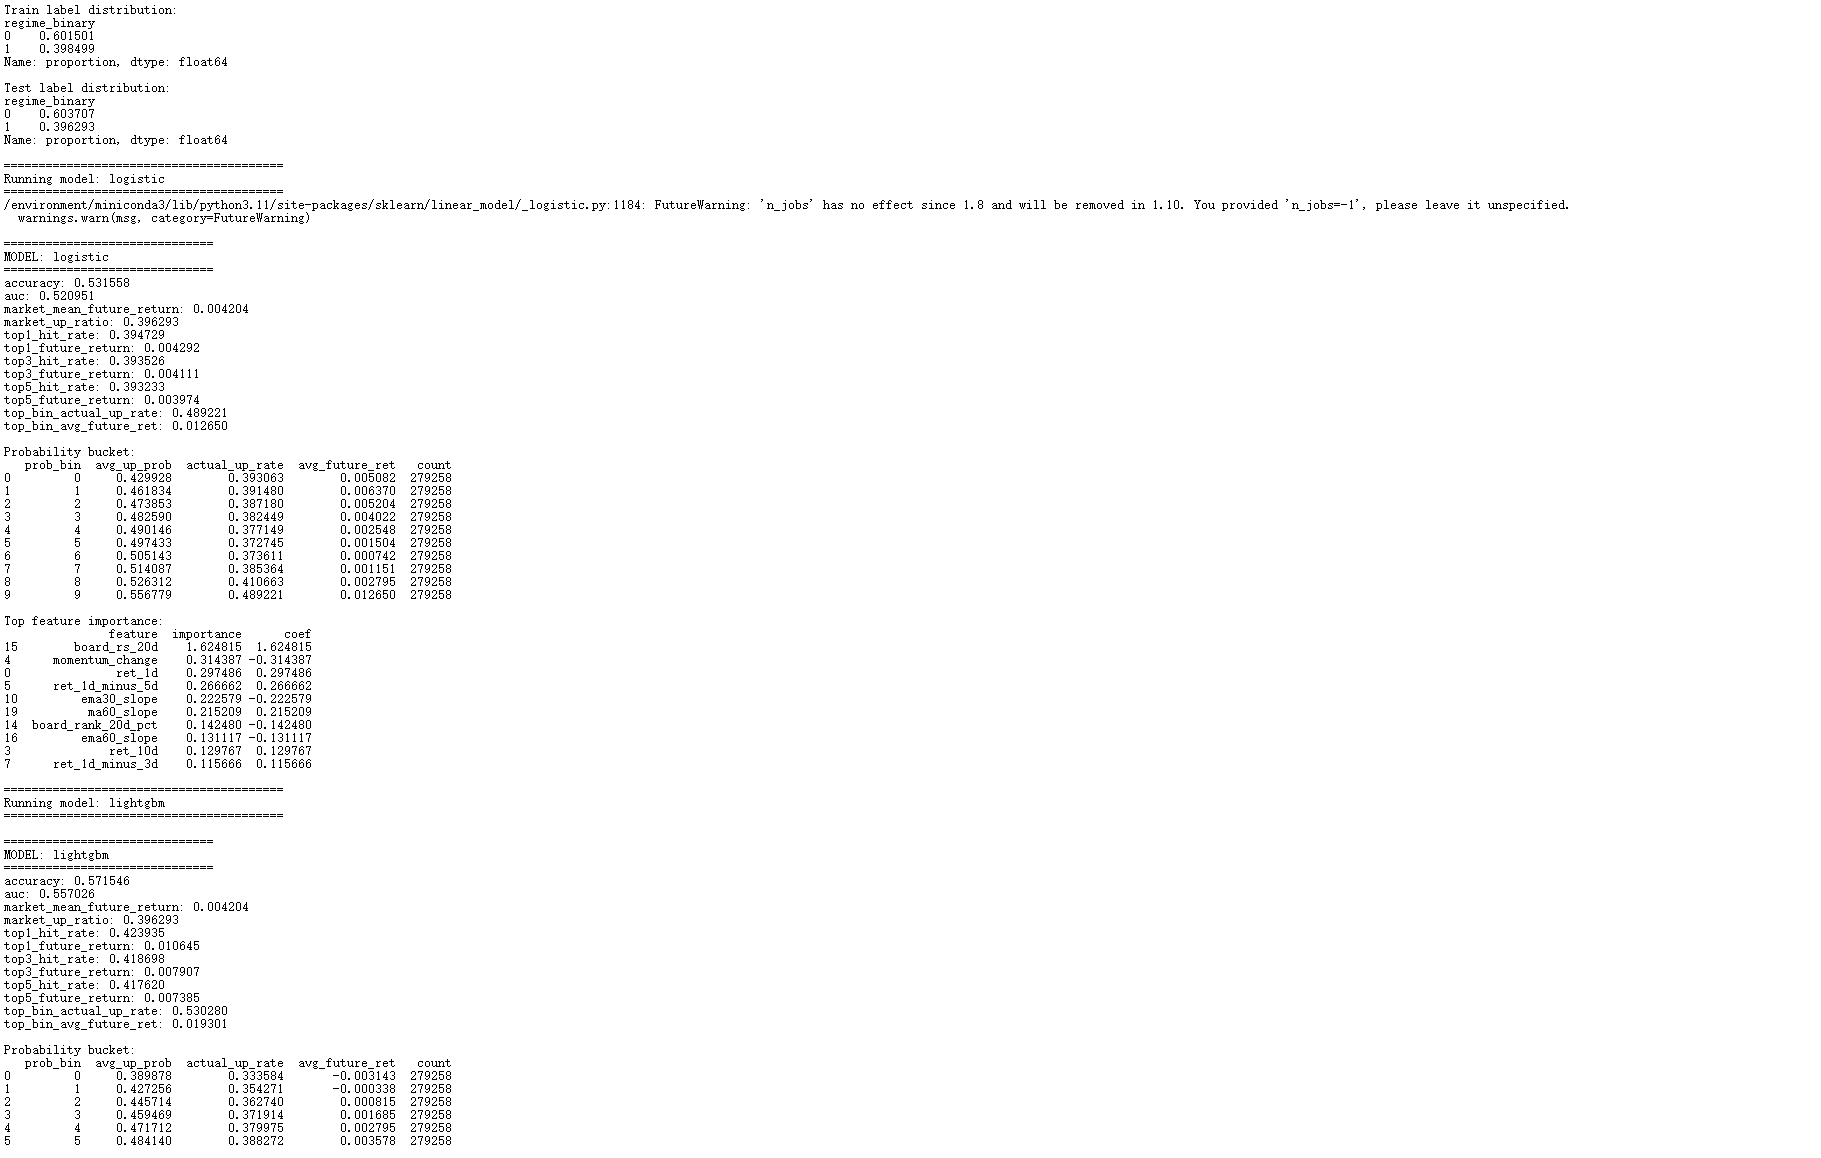 Train label distribution:
regime_binary
0    0.601501
1    0.398499
Name: proportion, dtype: float64

Test label distribution:
regime_binary
0    0.603707
1    0.396293
Name: proportion, dtype: float64

========================================
Running model: logistic
========================================
/environment/miniconda3/lib/python3.11/site-packages/sklearn/linear_model/_logistic.py:1184: FutureWarning: 'n_jobs' has no effect since 1.8 and will be removed in 1.10. You provided 'n_jobs=-1', please leave it unspecified.
  warnings.warn(msg, category=FutureWarning)

==============================
MODEL: logistic
==============================
accuracy: 0.531558
auc: 0.520951
market_mean_future_return: 0.004204
market_up_ratio: 0.396293
top1_hit_rate: 0.394729
top1_future_return: 0.004292
top3_hit_rate: 0.393526
top3_future_return: 0.004111
top5_hit_rate: 0.393233
top5_future_return: 0.003974
top_bin_actual_up_rate: 0.489221
top_bin_avg_future_ret: 0.012650

Probability bucket:
   prob_bin  avg_up_prob  actual_up_rate  avg_future_ret   count
0         0     0.429928        0.393063        0.005082  279258
1         1     0.461834        0.391480        0.006370  279258
2         2     0.473853        0.387180        0.005204  279258
3         3     0.482590        0.382449        0.004022  279258
4         4     0.490146        0.377149        0.002548  279258
5         5     0.497433        0.372745        0.001504  279258
6         6     0.505143        0.373611        0.000742  279258
7         7     0.514087        0.385364        0.001151  279258
8         8     0.526312        0.410663        0.002795  279258
9         9     0.556779        0.489221        0.012650  279258

Top feature importance:
               feature  importance      coef
15        board_rs_20d    1.624815  1.624815
4      momentum_change    0.314387 -0.314387
0               ret_1d    0.297486  0.297486
5      ret_1d_minus_5d    0.266662  0.266662
10         ema30_slope    0.222579 -0.222579
19          ma60_slope    0.215209  0.215209
14  board_rank_20d_pct    0.142480 -0.142480
16         ema60_slope    0.131117 -0.131117
3              ret_10d    0.129767  0.129767
7      ret_1d_minus_3d    0.115666  0.115666

========================================
Running model: lightgbm
========================================

==============================
MODEL: lightgbm
==============================
accuracy: 0.571546
auc: 0.557026
market_mean_future_return: 0.004204
market_up_ratio: 0.396293
top1_hit_rate: 0.423935
top1_future_return: 0.010645
top3_hit_rate: 0.418698
top3_future_return: 0.007907
top5_hit_rate: 0.417620
top5_future_return: 0.007385
top_bin_actual_up_rate: 0.530280
top_bin_avg_future_ret: 0.019301

Probability bucket:
   prob_bin  avg_up_prob  actual_up_rate  avg_future_ret   count
0         0     0.389878        0.333584       -0.003143  279258
1         1     0.427256        0.354271       -0.000338  279258
2         2     0.445714        0.362740        0.000815  279258
3         3     0.459469        0.371914        0.001685  279258
4         4     0.471712        0.379975        0.002795  279258
5         5     0.484140        0.388272        0.003578  279258